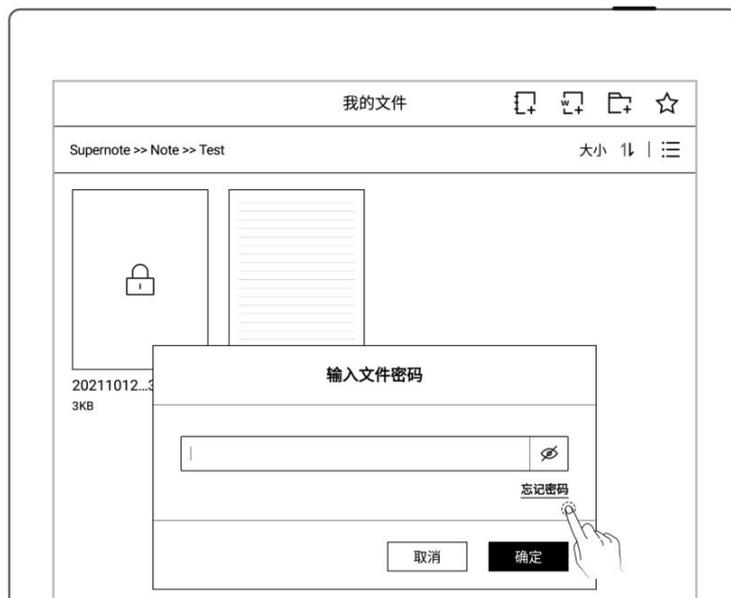 我的文件
Supernote >> Note >> Test
大小
20211012...3
3KB
输入文件密码
忘记密码
取消
确定